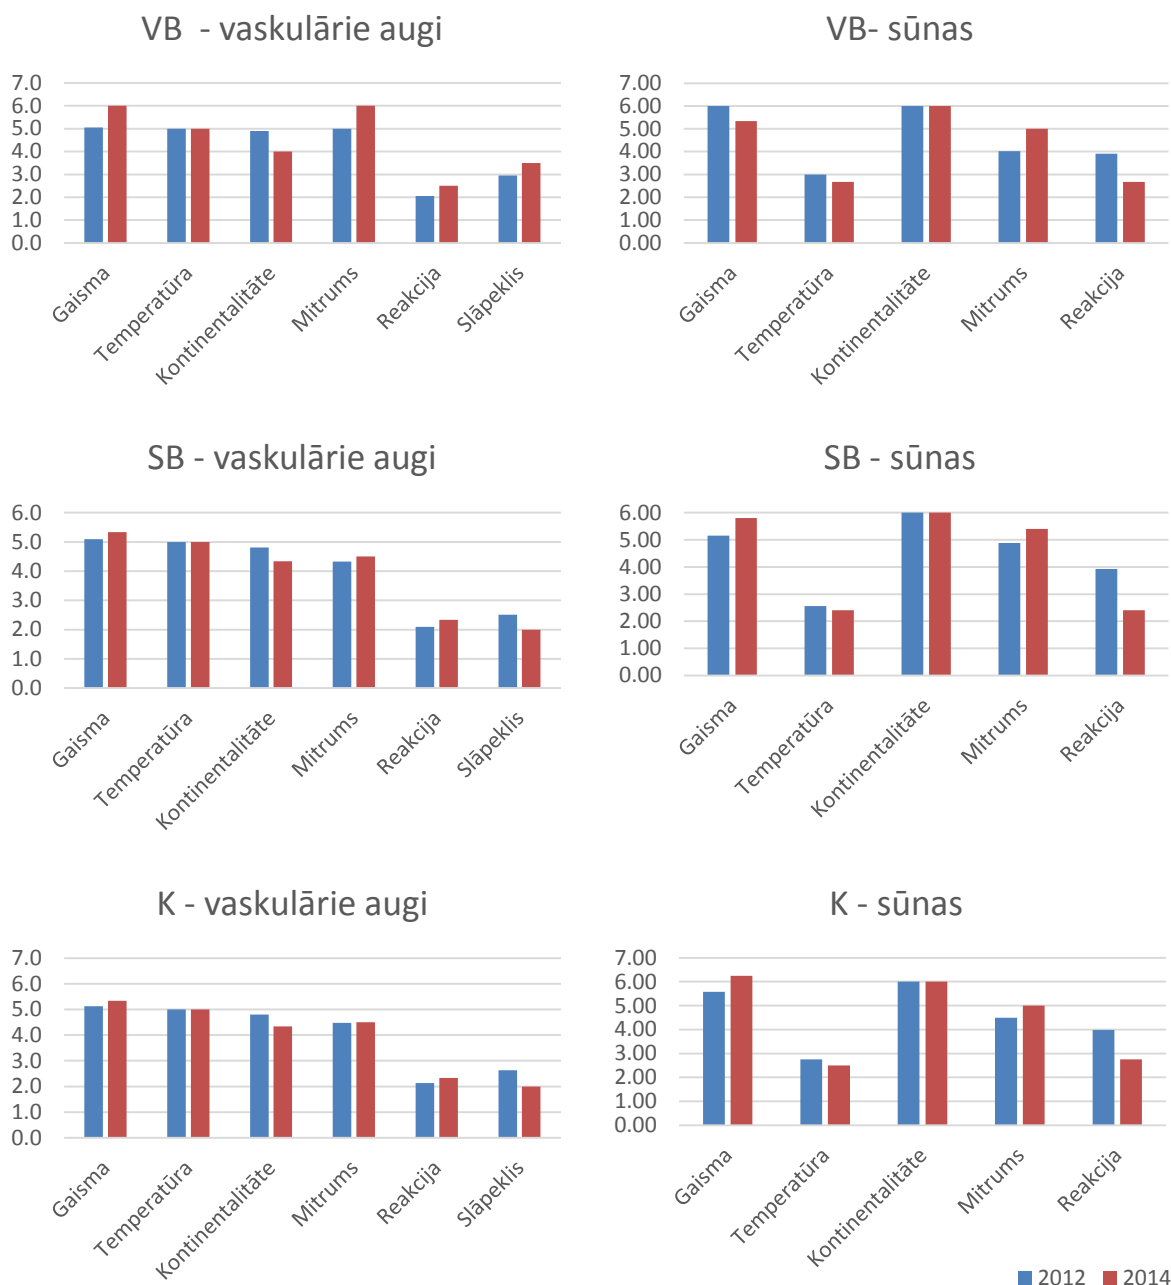 VB - vaskulārie augi
7.0
6.0
5.0
4.0
3.0
2.0
1.0
0.0
Gaisma
Temperatūra
Kontinentalitāte
Mitrums
Reakcija
Slāpeklis
VB- sūnas
7.00
6.00
5.00
4.00
3.00
2.00
1.00
0.00
Gaisma
Temperatūra
Kontinentalitāte
Mitrums
Reakcija
SB - vaskulārie augi
6.0
5.0
4.0
3.0
2.0
1.0
0.0
Gaisma
Temperatūra
Kontinentalitāte
Mitrums
Reakcija
Slāpeklis
SB - sūnas
6.00
5.00
4.00
3.00
2.00
1.00
0.00
Gaisma
Temperatūra
Kontinentalitāte
Mitrums
Reakcija
K - vaskulārie augi
7.0
6.0
5.0
4.0
3.0
2.0
1.0
0.0
Gaisma
Temperatūra
Kontinentalitāte
Mitrums
Reakcija
Slāpeklis
K - sūnas
7.00
6.00
5.00
4.00
3.00
2.00
1.00
0.00
Gaisma
Temperatūra
Kontinentalitāte
Mitrums
Reakcija
2012 2014